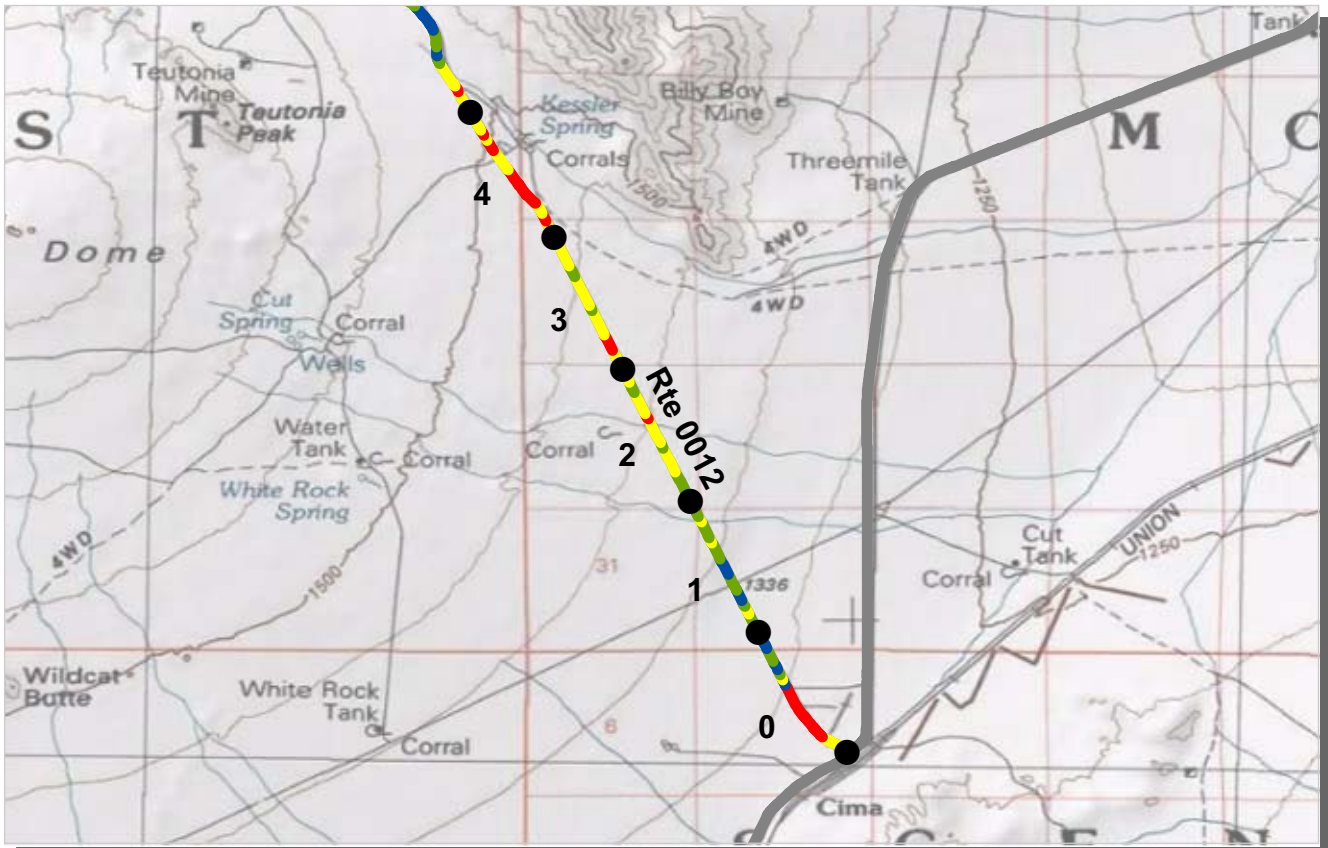 Tank
Teutonia
Mine
Teutonia
Peak
Kessler
Spring
Corrals
Billy Boy
Mine
Threemile
Tank
S T M O
4
1500
1250
4WD
Dome
4WD
Cut
Spring
Corral
Wells
3
Rte 0012
Water
Tank
Corral
Corral
2
White Rock
Spring
4WD
1500
31
1
1336
Cut
Tank
Corral
UNION
1250
Wildcat
Butte
White Rock
Tank
Corral
6
0
Cima
E N